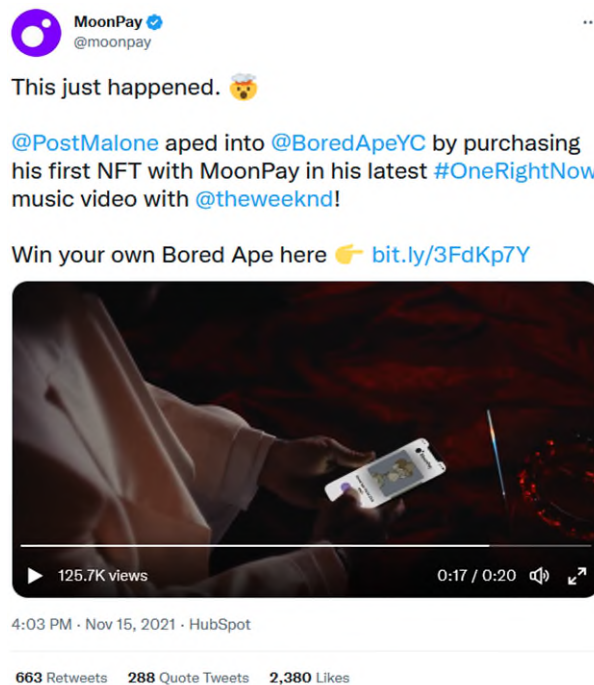 MoonPay
@moonpay
This just happened. 🤯
@PostMalone aped into @BoredApeYC by purchasing
his first NFT with MoonPay in his latest #OneRightNow
music video with @theweeknd!
Win your own Bored Ape here 👉 bit.ly/3FdKp7Y
125.7K views
0:17 / 0:20
4:03 PM · Nov 15, 2021 · HubSpot
663 Retweets 288 Quote Tweets 2,380 Likes